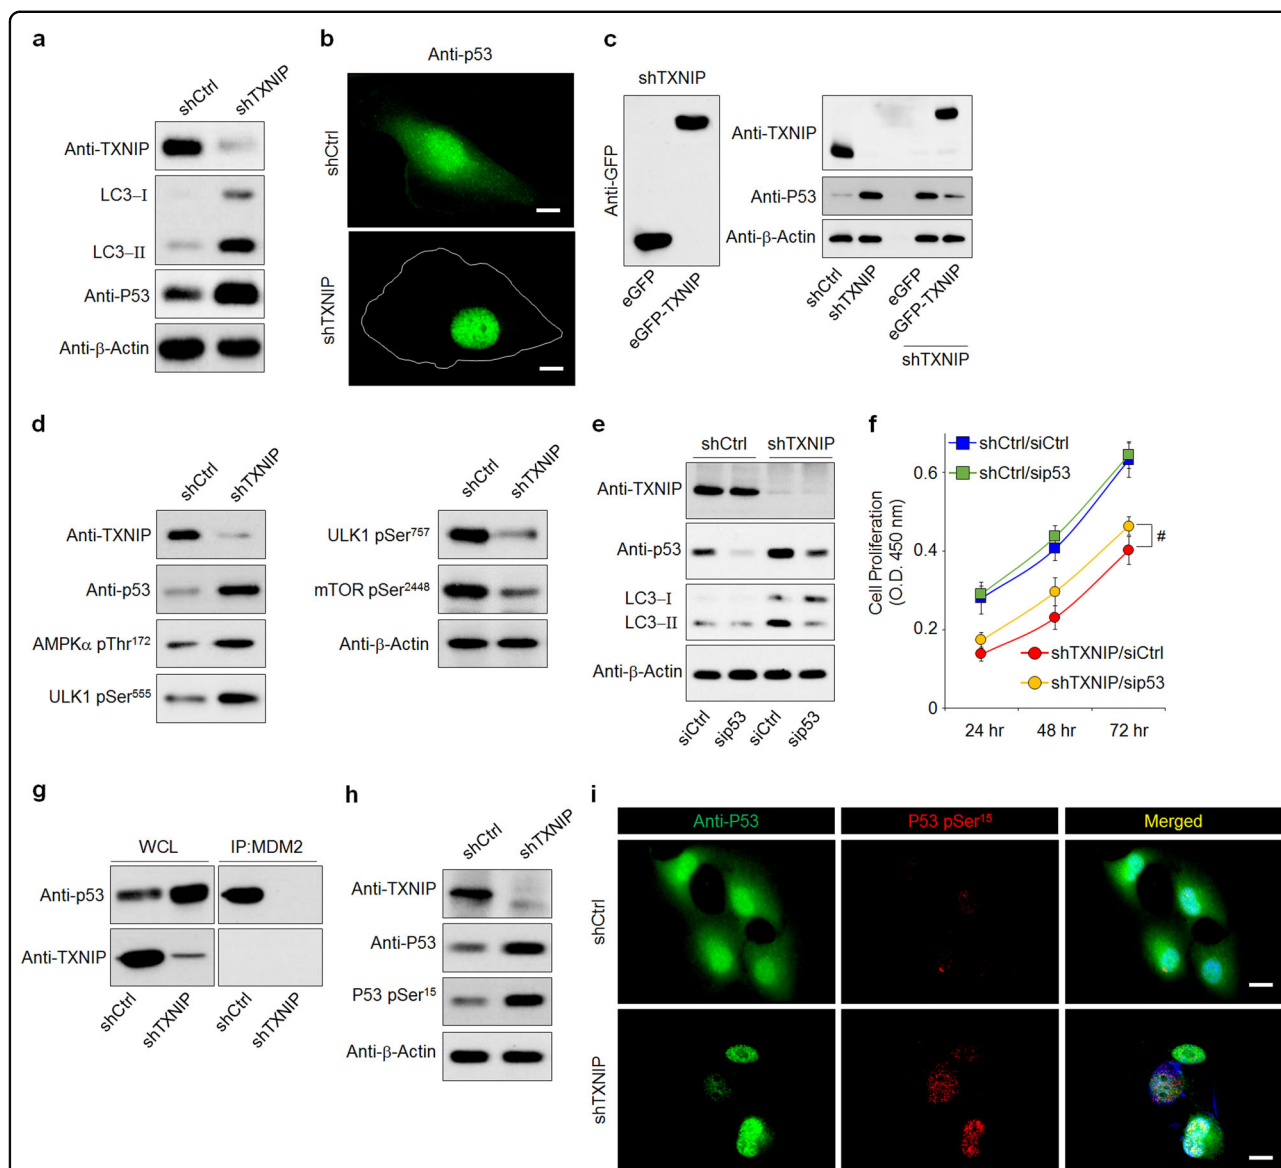 a
shCtrl
shTXNIP
Anti-TXNIP
LC3–I
LC3–II
Anti-P53
Anti-β-Actin
b
Anti-p53
shCtrl
shTXNIP
c
shTXNIP
Anti-GFP
eGFP
eGFP-TXNIP
Anti-TXNIP
Anti-P53
Anti-β-Actin
shCtrl
shTXNIP
eGFP
eGFP-TXNIP
shTXNIP
d
shCtrl
shTXNIP
Anti-TXNIP
Anti-p53
AMPKα pThr¹⁷²
ULK1 pSer⁵⁵⁵
shCtrl
shTXNIP
ULK1 pSer⁷⁵⁷
mTOR pSer²⁴⁴⁸
Anti-β-Actin
e
shCtrl shTXNIP
Anti-TXNIP
Anti-p53
LC3–I
LC3–II
Anti-β-Actin
siCtrl
sip53
siCtrl
sip53
f
shCtrl/siCtrl
shCtrl/sip53
0.6
0.4
0.2
0
Cell Proliferation
(O.D. 450 nm)
#
shTXNIP/siCtrl
shTXNIP/sip53
24 hr 48 hr 72 hr
g
WCL IP:MDM2
Anti-p53
Anti-TXNIP
shCtrl
shTXNIP
shCtrl
shTXNIP
h
shCtrl
shTXNIP
Anti-TXNIP
Anti-P53
P53 pSer¹⁵
Anti-β-Actin
i
Anti-P53 P53 pSer¹⁵ Merged
shCtrl
shTXNIP